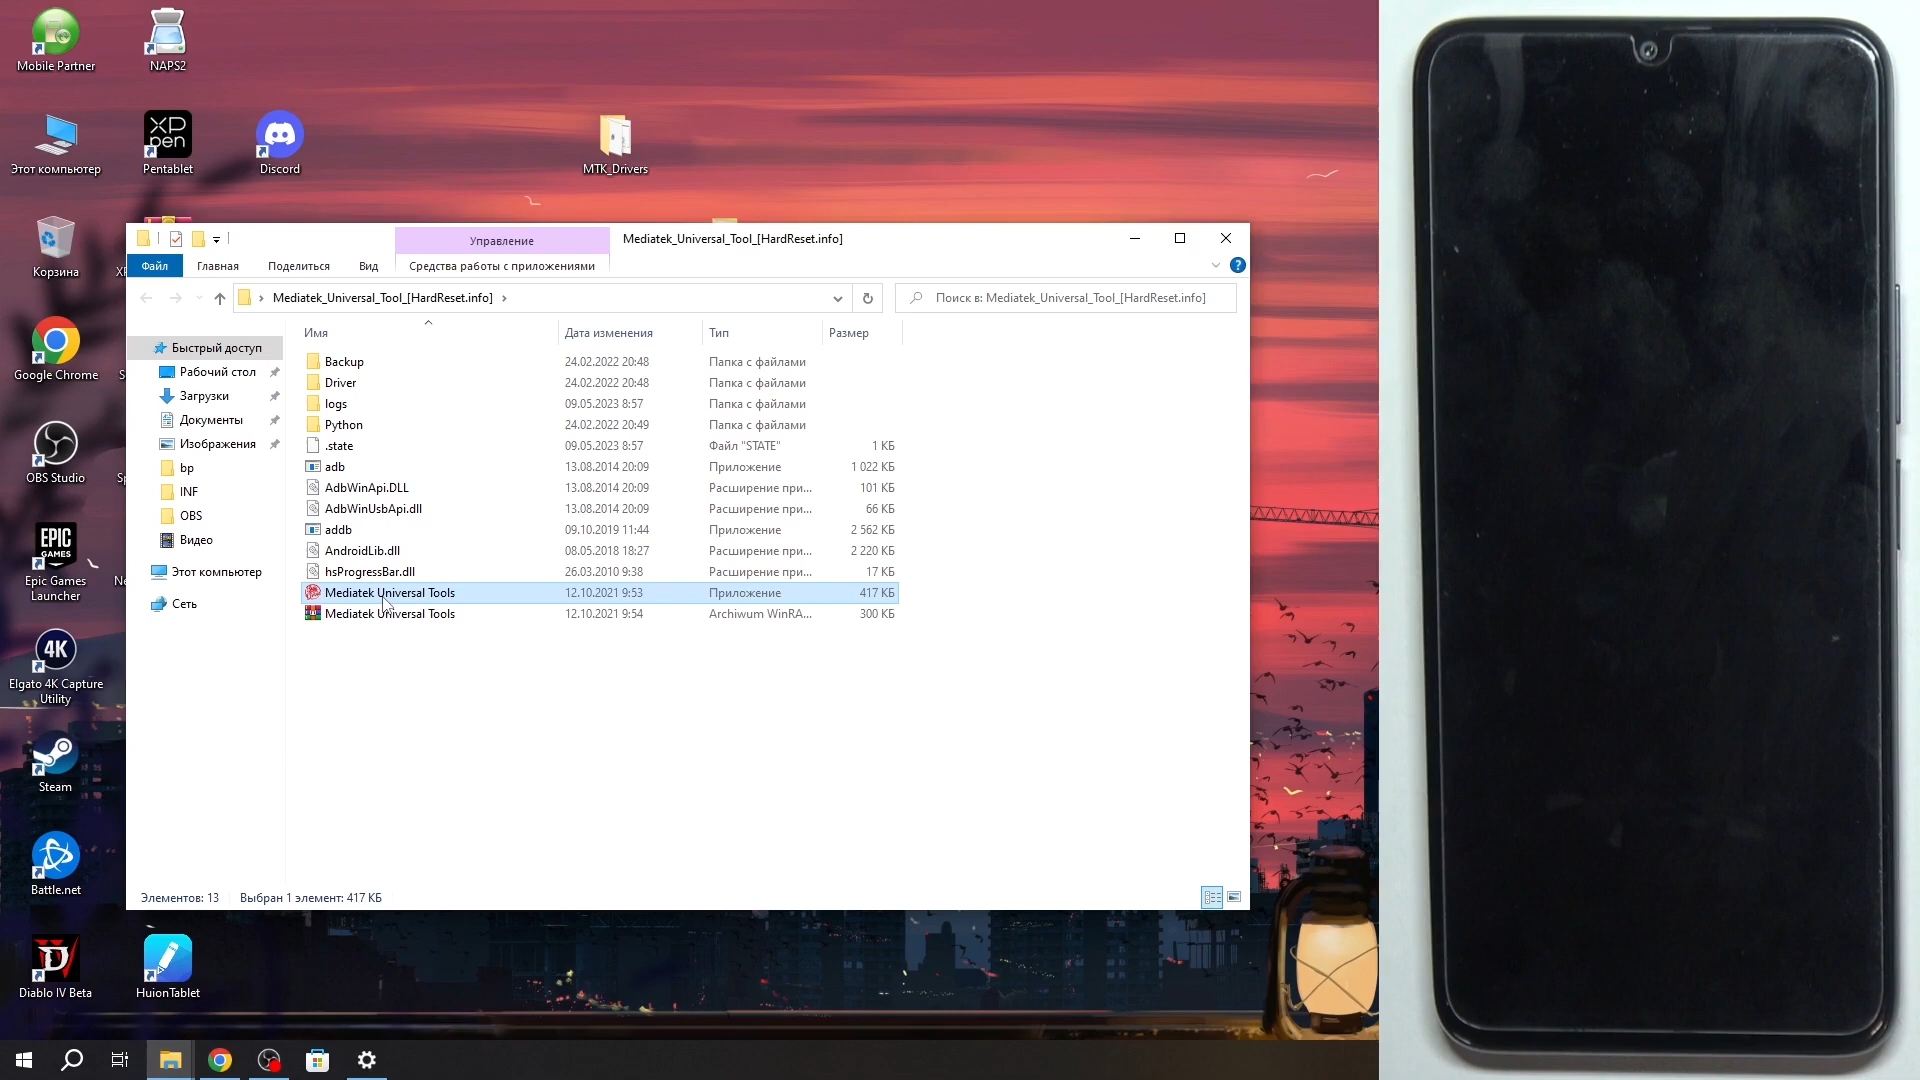 Mobile Partner
NAPS2
Этот компьютер
XP
pen
Pentablet
Discord
MTK_Drivers
Корзина
XF
Google Chrome
S
OBS Studio
Sp
EPIC
GAMES
Epic Games
Launcher
Ne
4K
Elgato 4K Capture
Utility
Steam
Battle.net
Diablo IV Beta
HuionTablet
Управление
Mediatek_Universal_Tool_[HardReset.info]
Файл
Главная
Поделиться
Вид
Средства работы с приложениями
?
Mediatek_Universal_Tool_[HardReset.info]
Поиск в: Mediatek_Universal_Tool_[HardReset.info]
Быстрый доступ
Рабочий стол
Загрузки
Документы
Изображения
bp
INF
OBS
Видео
Этот компьютер
Сеть
Имя Дата изменения Тип Размер
Backup 24.02.2022 20:48 Папка с файлами
Driver 24.02.2022 20:48 Папка с файлами
logs 09.05.2023 8:57 Папка с файлами
Python 24.02.2022 20:49 Папка с файлами
.state 09.05.2023 8:57 Файл "STATE" 1 КБ
adb 13.08.2014 20:09 Приложение 1 022 КБ
AdbWinApi.DLL 13.08.2014 20:09 Расширение при... 101 КБ
AdbWinUsbApi.dll 13.08.2014 20:09 Расширение при... 66 КБ
addb 09.10.2019 11:44 Приложение 2 562 КБ
AndroidLib.dll 08.05.2018 18:27 Расширение при... 2 220 КБ
hsProgressBar.dll 26.03.2010 9:38 Расширение при... 17 КБ
Mediatek Universal Tools 12.10.2021 9:53 Приложение 417 КБ
Mediatek Universal Tools 12.10.2021 9:54 Archiwum WinRA... 300 КБ
Элементов: 13 Выбран 1 элемент: 417 КБ